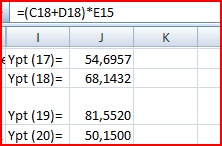 =(C18+D18)*E15
I J K
Ypt (17)= 54,6957
Ypt (18)= 68,1432
Ypt (19)= 81,5520
Ypt (20)= 50,1500